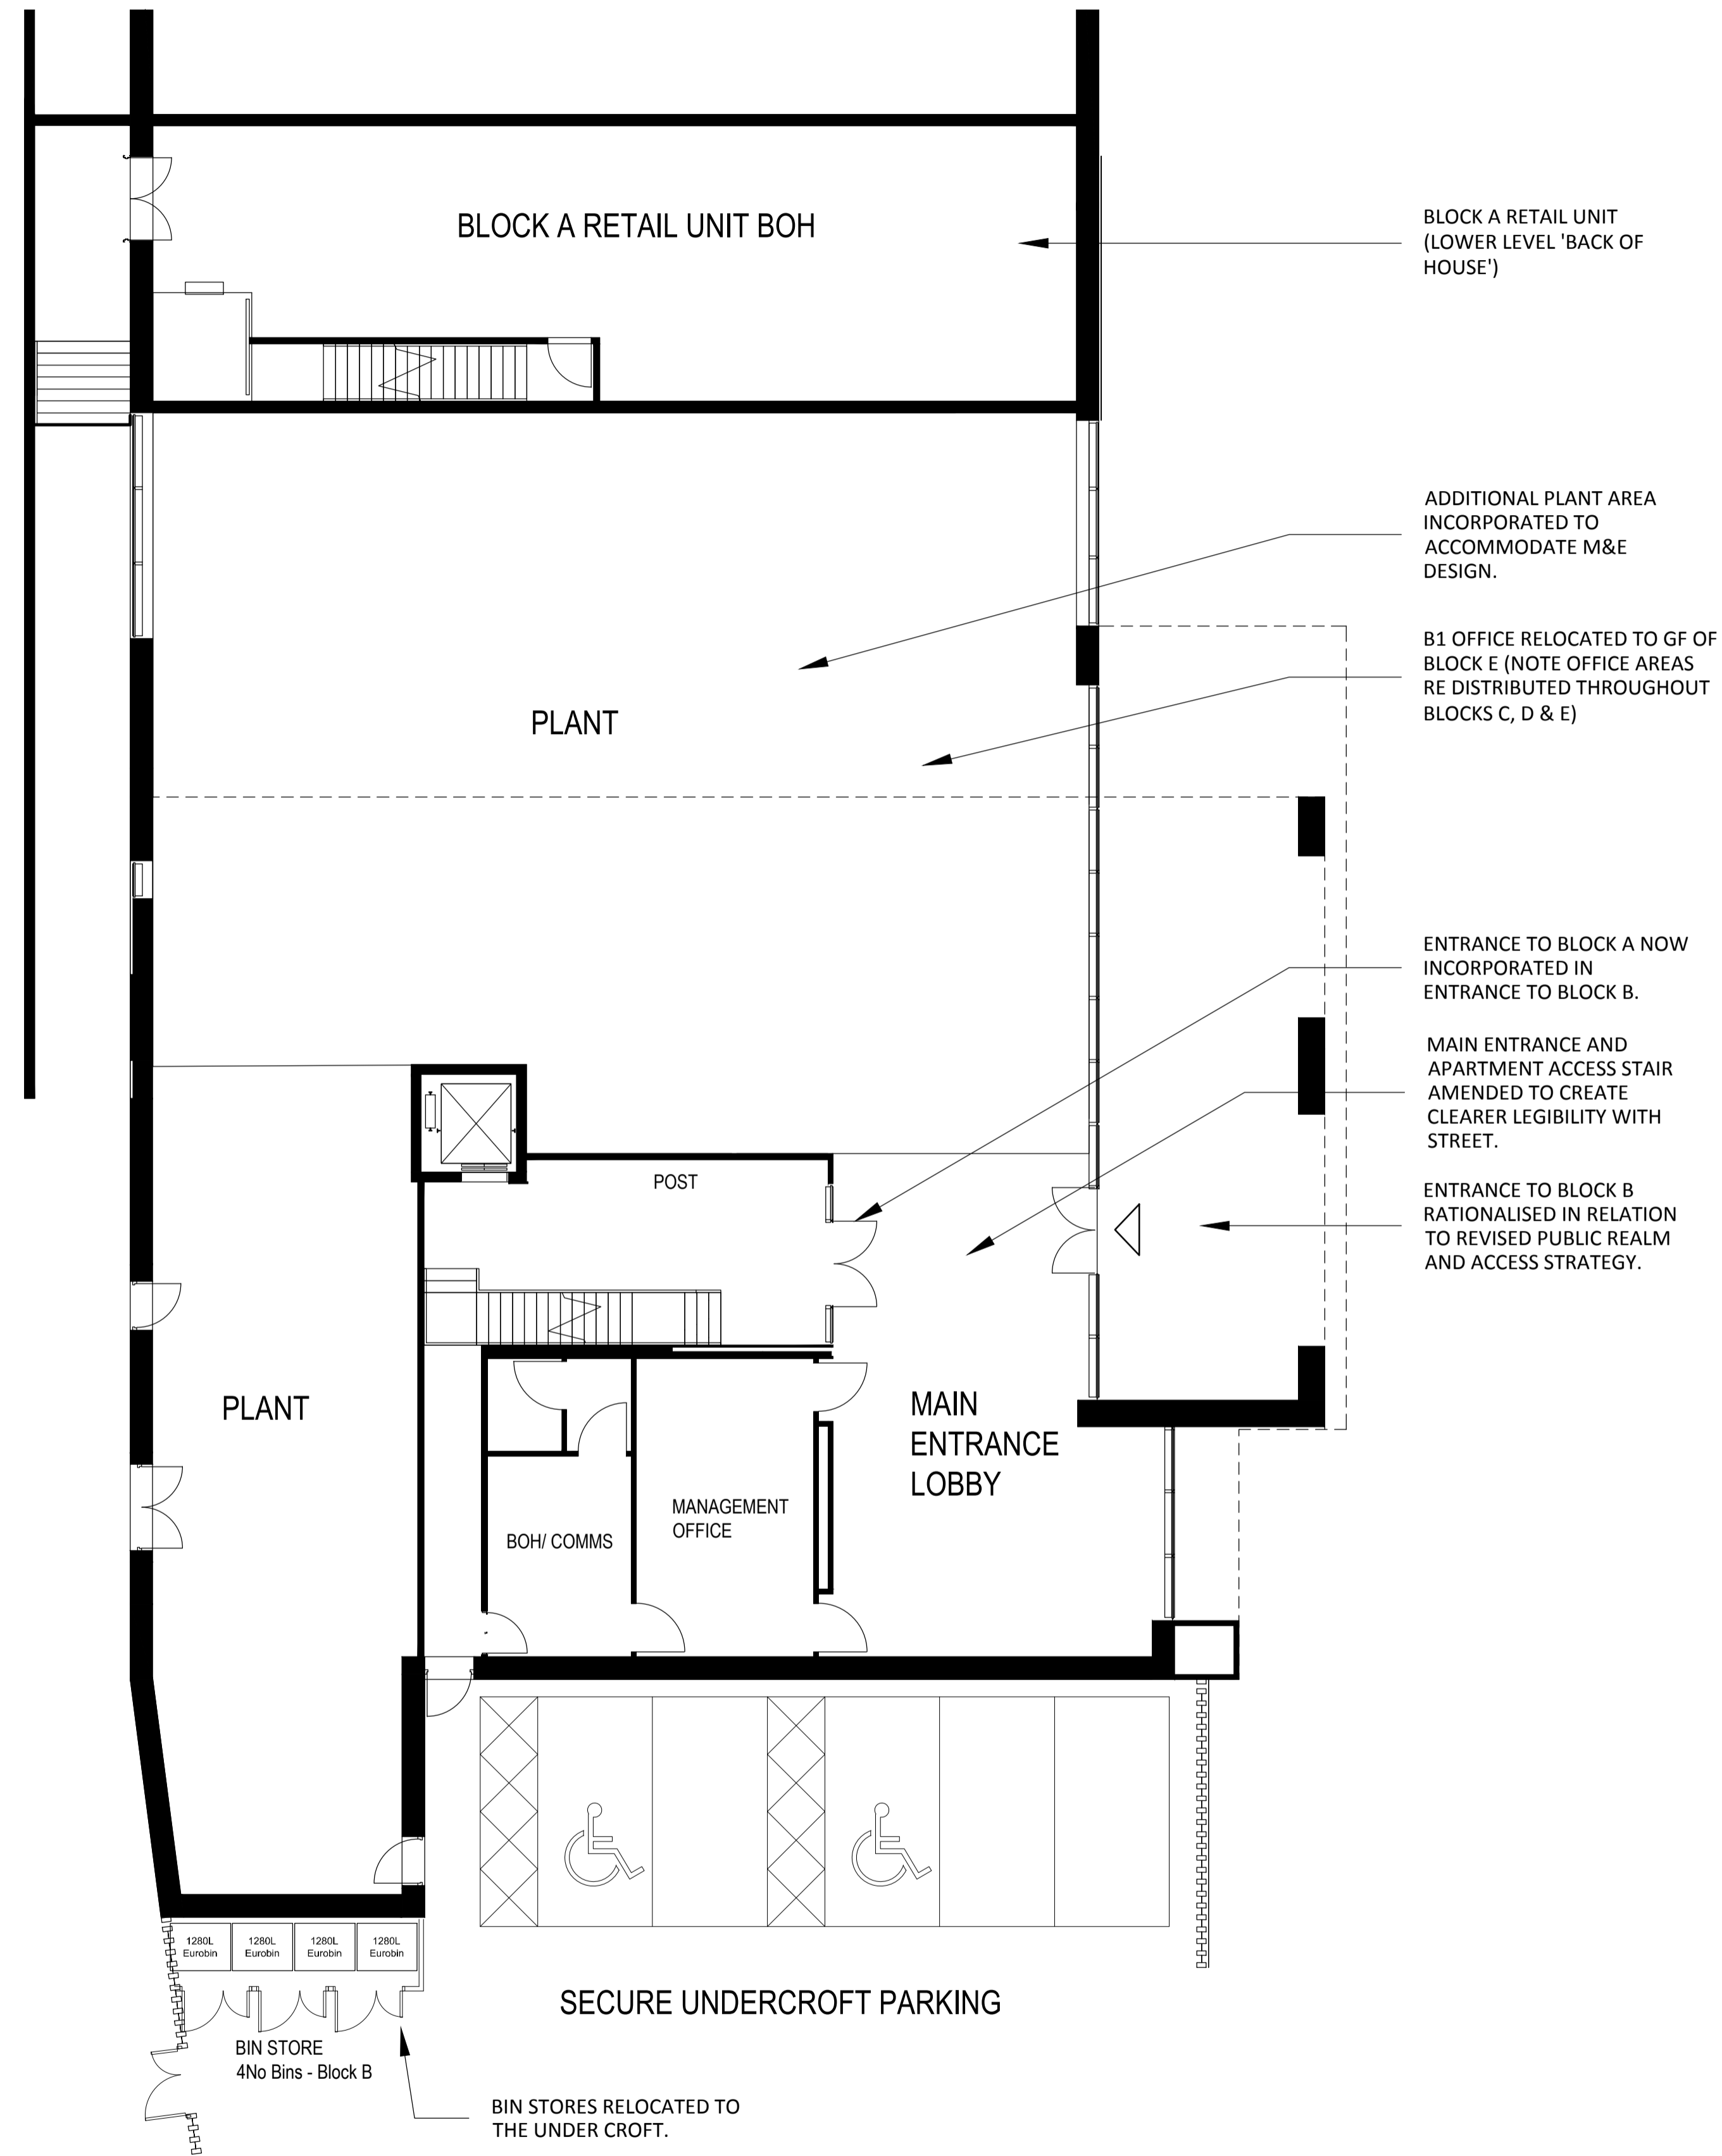 BLOCK A RETAIL UNIT BOH
BLOCK A RETAIL UNIT
(LOWER LEVEL 'BACK OF
HOUSE')
ADDITIONAL PLANT AREA
INCORPORATED TO
ACCOMMODATE M&E
DESIGN.
B1 OFFICE RELOCATED TO GF OF
BLOCK E (NOTE OFFICE AREAS
RE DISTRIBUTED THROUGHOUT
BLOCKS C, D & E)
PLANT
ENTRANCE TO BLOCK A NOW
INCORPORATED IN
ENTRANCE TO BLOCK B.
MAIN ENTRANCE AND
APARTMENT ACCESS STAIR
AMENDED TO CREATE
CLEARER LEGIBILITY WITH
STREET.
POST
ENTRANCE TO BLOCK B
RATIONALISED IN RELATION
TO REVISED PUBLIC REALM
AND ACCESS STRATEGY.
PLANT
MAIN
ENTRANCE
LOBBY
MANAGEMENT
OFFICE
BOH/ COMMS
1280L
Eurobin
1280L
Eurobin
1280L
Eurobin
1280L
Eurobin
SECURE UNDERCROFT PARKING
BIN STORE
4No Bins - Block B
BIN STORES RELOCATED TO
THE UNDER CROFT.